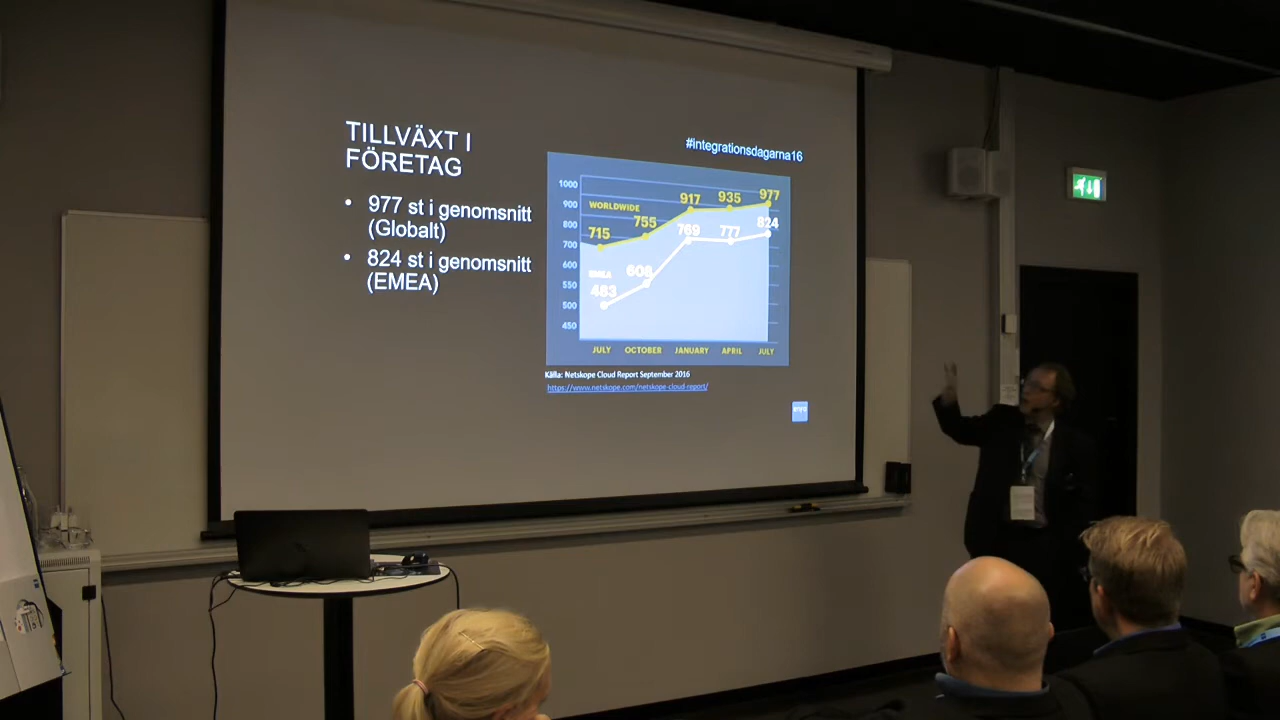 TILLVÄXT I
FÖRETAG
• 977 st i genomsnitt
(Globalt)
• 824 st i genomsnitt
(EMEA)
#integrationsdagarna16
1000
900
800
700
600
550
500
450
WORLDWIDE
715
755
917
935
977
EMEA
483
608
769
777
824
JULY OCTOBER JANUARY APRIL JULY
Källa: Netskope Cloud Report September 2016
https://www.netskope.com/netskope-cloud-report/